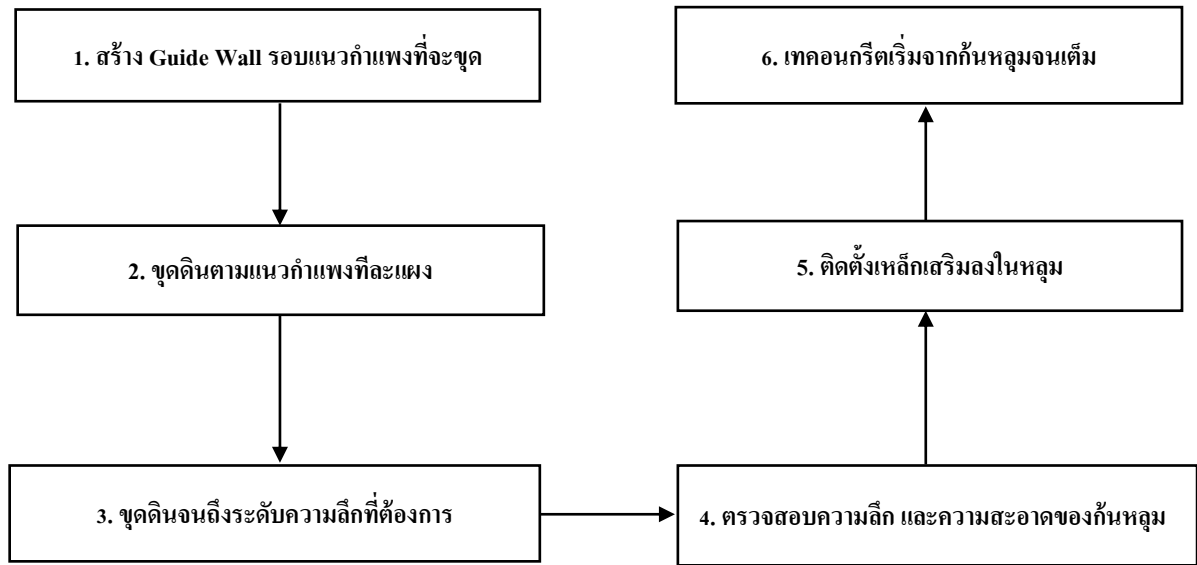 1. สร้าง Guide Wall รอบแนวกำแพงที่จะขุด
2. ขุดดินตามแนวกำแพงทีละแผง
3. ขุดดินจนถึงระดับความลึกที่ต้องการ
4. ตรวจสอบความลึก และความสะอาดของก้นหลุม
5. ติดตั้งเหล็กเสริมลงในหลุม
6. เทคอนกรีตเริ่มจากก้นหลุมจนเต็ม